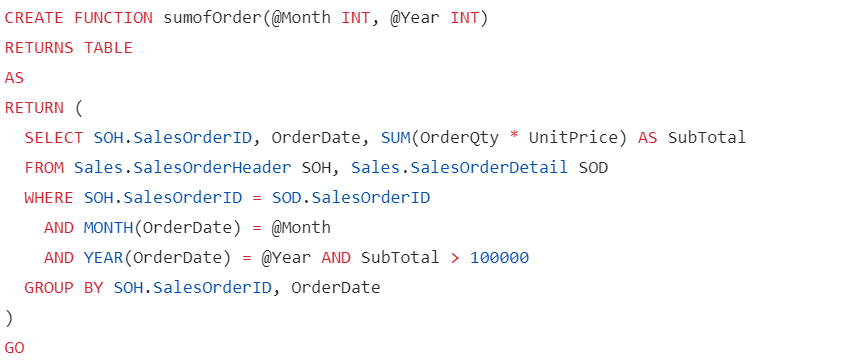 CREATE FUNCTION sumofOrder(@Month INT, @Year INT)
RETURNS TABLE
AS
RETURN (
  SELECT SOH.SalesOrderID, OrderDate, SUM(OrderQty * UnitPrice) AS SubTotal
  FROM Sales.SalesOrderHeader SOH, Sales.SalesOrderDetail SOD
  WHERE SOH.SalesOrderID = SOD.SalesOrderID
    AND MONTH(OrderDate) = @Month
    AND YEAR(OrderDate) = @Year AND SubTotal > 100000
  GROUP BY SOH.SalesOrderID, OrderDate
)
GO